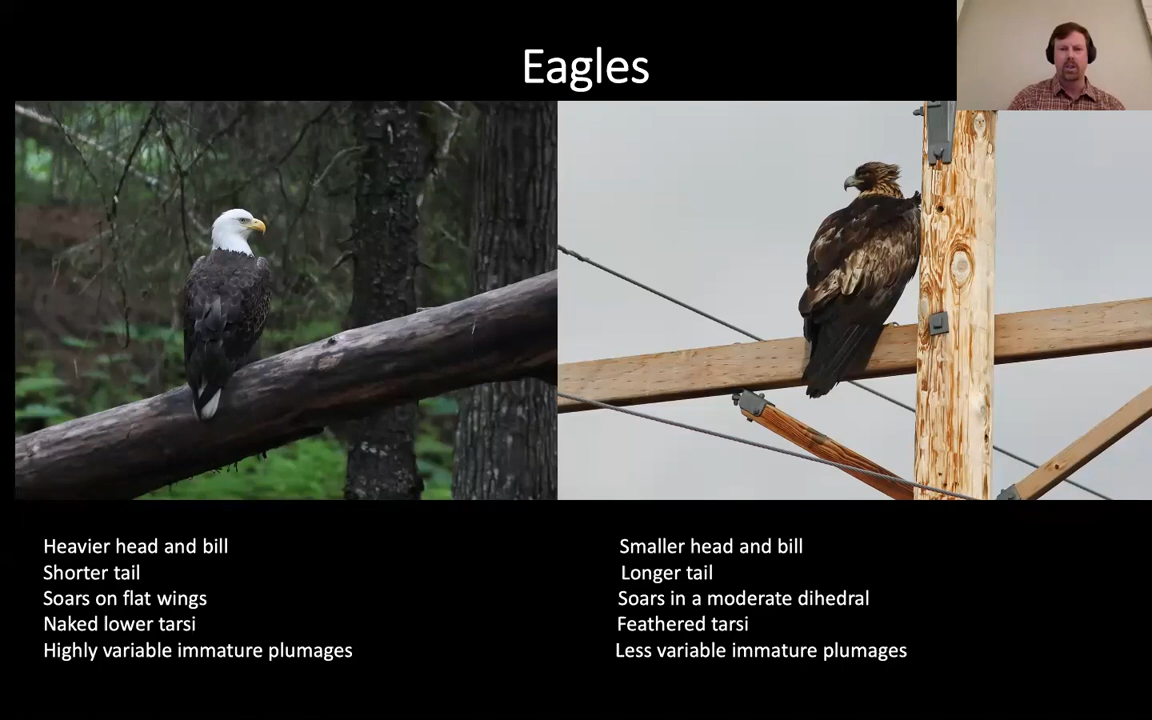 Eagles
Heavier head and bill
Shorter tail
Soars on flat wings
Naked lower tarsi
Highly variable immature plumages
Smaller head and bill
Longer tail
Soars in a moderate dihedral
Feathered tarsi
Less variable immature plumages